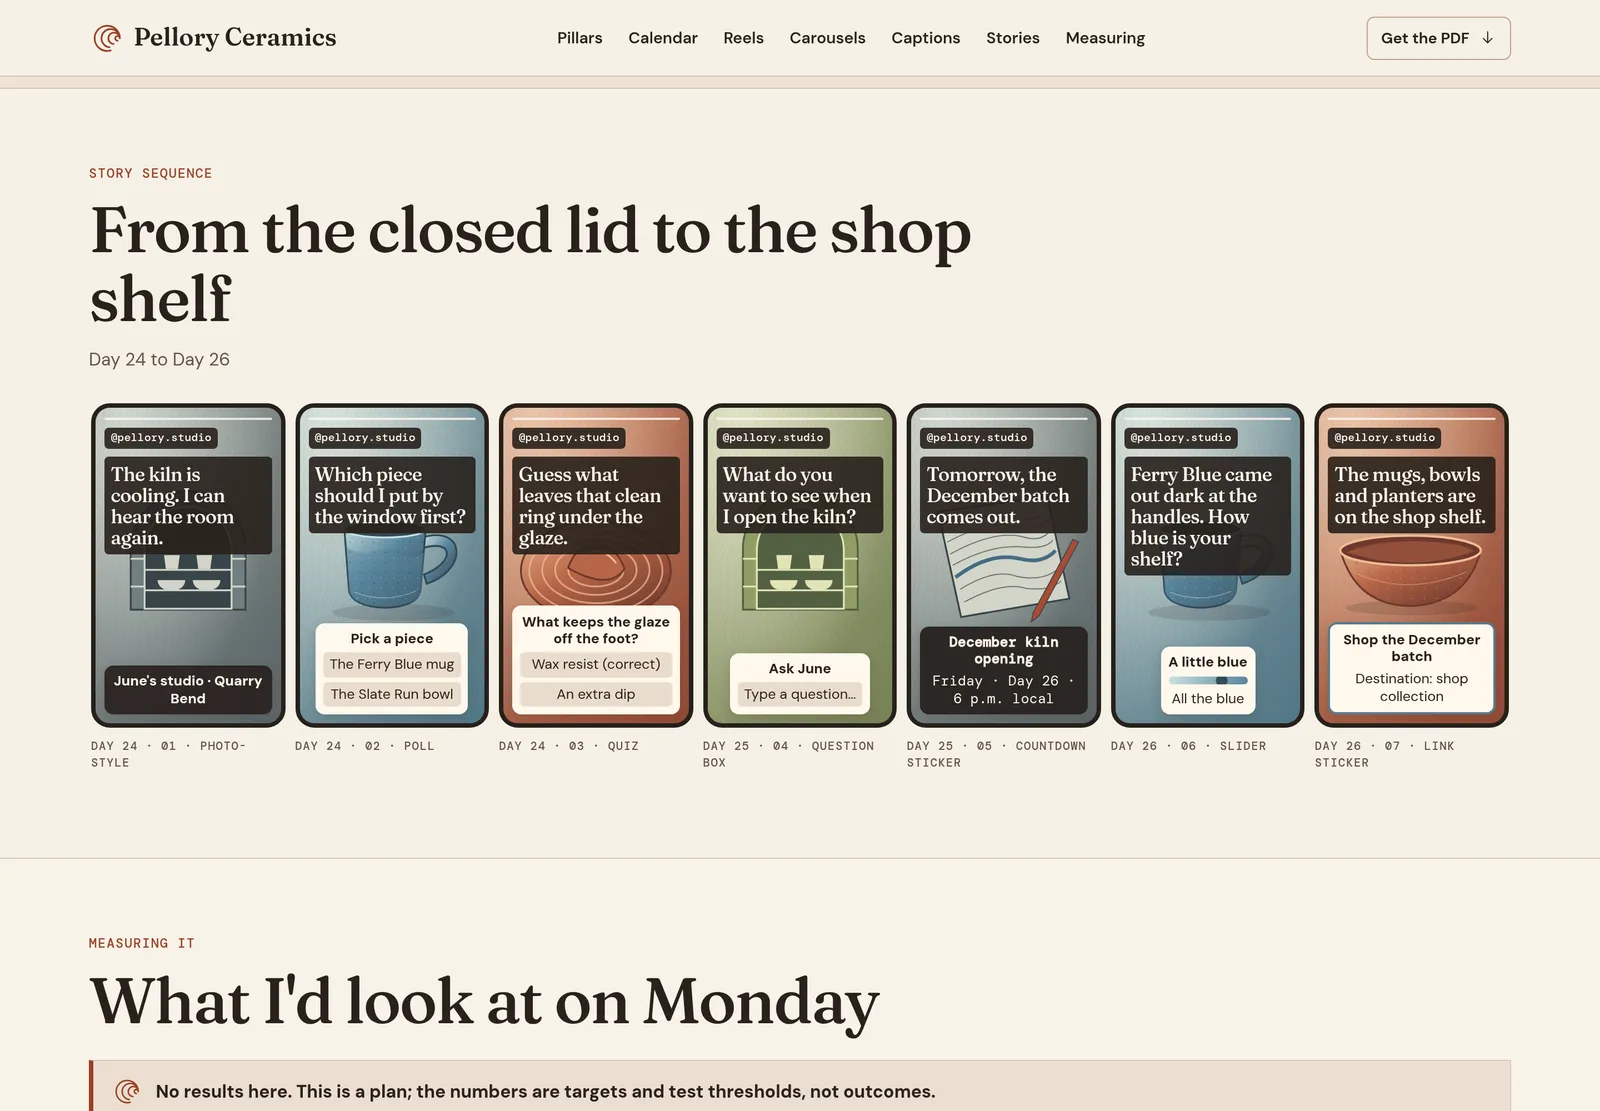 Pellory Ceramics
Pillars
Calendar
Reels
Carousels
Captions
Stories
Measuring
Get the PDF ↓
STORY SEQUENCE
From the closed lid to the shop
shelf
Day 24 to Day 26
@pellory.studio
The kiln is
cooling. I can
hear the room
again.
June's studio · Quarry
Bend
DAY 24 · 01 · PHOTO-
STYLE
@pellory.studio
Which piece
should I put by
the window first?
Pick a piece
The Ferry Blue mug
The Slate Run bowl
DAY 24 · 02 · POLL
@pellory.studio
Guess what
leaves that clean
ring under the
glaze.
What keeps the glaze
off the foot?
Wax resist (correct)
An extra dip
DAY 24 · 03 · QUIZ
@pellory.studio
What do you
want to see when
I open the kiln?
Ask June
Type a question…
DAY 25 · 04 · QUESTION
BOX
@pellory.studio
Tomorrow, the
December batch
comes out.
December kiln
opening
Friday · Day 26 ·
6 p.m. local
DAY 25 · 05 · COUNTDOWN
STICKER
@pellory.studio
Ferry Blue came
out dark at the
handles. How
blue is your
shelf?
A little blue
All the blue
DAY 26 · 06 · SLIDER
@pellory.studio
The mugs, bowls
and planters are
on the shop shelf.
Shop the December
batch
Destination: shop
collection
DAY 26 · 07 · LINK
STICKER
MEASURING IT
What I'd look at on Monday
No results here. This is a plan; the numbers are targets and test thresholds, not outcomes.